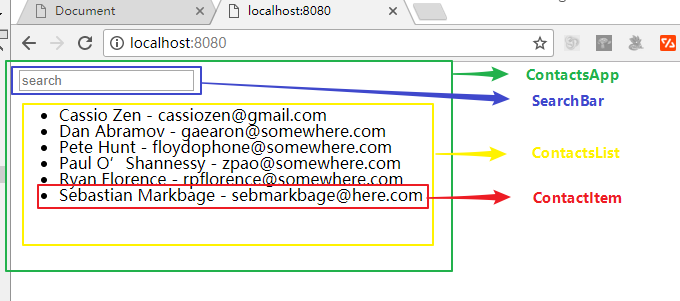 Document
localhost:8080
localhost:8080
search
ContactsApp
SearchBar
Cassio Zen - cassiozen@gmail.com
Dan Abramov - gaearon@somewhere.com
Pete Hunt - floydophone@somewhere.com
Paul O’Shannessy - zpao@somewhere.com
Ryan Florence - rpflorence@somewhere.com
Sebastian Markbage - sebmarkbage@here.com
ContactsList
ContactItem